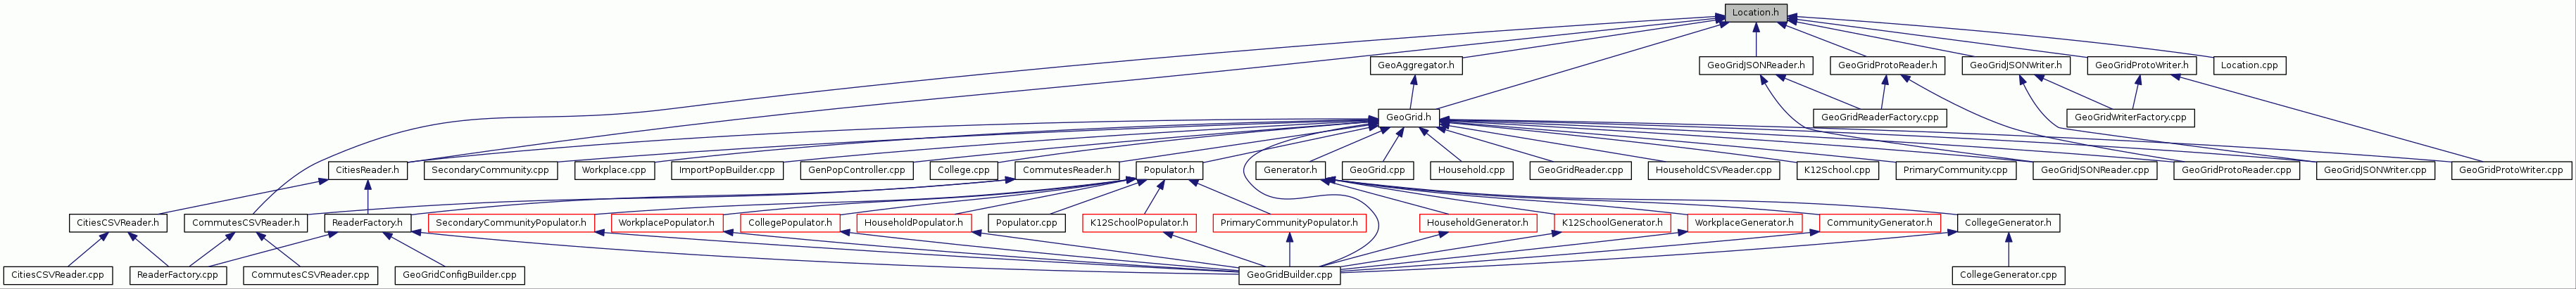 Location.h
GeoAggregator.h
GeoGridJSONReader.h
GeoGridProtoReader.h
GeoGridJSONWriter.h
GeoGridProtoWriter.h
Location.cpp
GeoGrid.h
GeoGridReaderFactory.cpp
GeoGridWriterFactory.cpp
CitiesReader.h
SecondaryCommunity.cpp
Workplace.cpp
ImportPopBuilder.cpp
GenPopController.cpp
College.cpp
CommutesReader.h
Populator.h
Generator.h
GeoGrid.cpp
Household.cpp
GeoGridReader.cpp
HouseholdCSVReader.cpp
K12School.cpp
PrimaryCommunity.cpp
GeoGridJSONReader.cpp
GeoGridProtoReader.cpp
GeoGridJSONWriter.cpp
GeoGridProtoWriter.cpp
CitiesCSVReader.h
CommutesCSVReader.h
ReaderFactory.h
SecondaryCommunityPopulator.h
WorkplacePopulator.h
CollegePopulator.h
HouseholdPopulator.h
Populator.cpp
K12SchoolPopulator.h
PrimaryCommunityPopulator.h
HouseholdGenerator.h
K12SchoolGenerator.h
WorkplaceGenerator.h
CommunityGenerator.h
CollegeGenerator.h
CitiesCSVReader.cpp
ReaderFactory.cpp
CommutesCSVReader.cpp
GeoGridConfigBuilder.cpp
GeoGridBuilder.cpp
CollegeGenerator.cpp